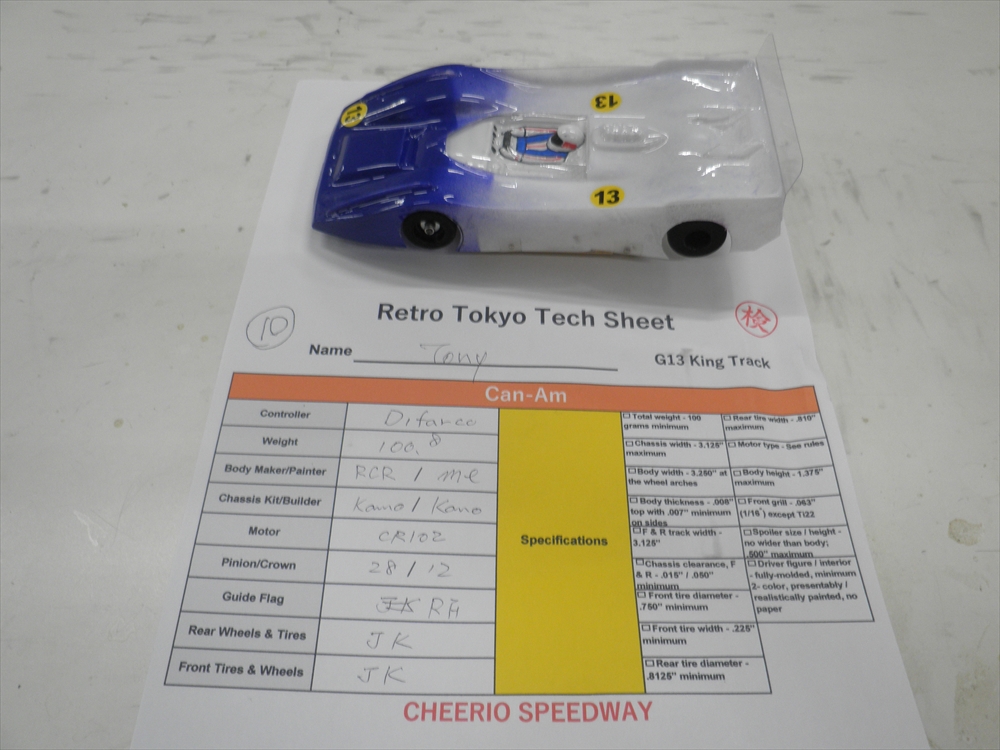 13
13
13
10
Retro Tokyo Tech Sheet
検
Name Tony
G13 King Track
Can-Am
Controller Difarco
Weight 100.8
Body Maker/Painter RCR / me
Chassis Kit/Builder Kamo / Kano
Motor CR102
Pinion/Crown 28 / 12
Guide Flag JK RH
Rear Wheels & Tires JK
Front Tires & Wheels JK
Specifications
Total weight - 100
grams minimum
Chassis width - 3.125"
maximum
Body width - 3.250" at
the wheel arches
Body thickness - .008"
top with .007" minimum
on sides
F & R track width -
3.125"
Chassis clearance, F
& R - .015" / .050"
minimum
Front tire diameter -
.750" minimum
Front tire width - .225"
minimum
Rear tire diameter -
.8125" minimum
Rear tire width - .810"
maximum
Motor type - See rules
Body height - 1.375"
maximum
Front grill - .063"
(1/16") except Ti22
Spoiler size / height -
no wider than body;
.500" maximum
Driver figure / interior
- fully-molded, minimum
2- color, presentably /
realistically painted, no
paper
CHEERIO SPEEDWAY